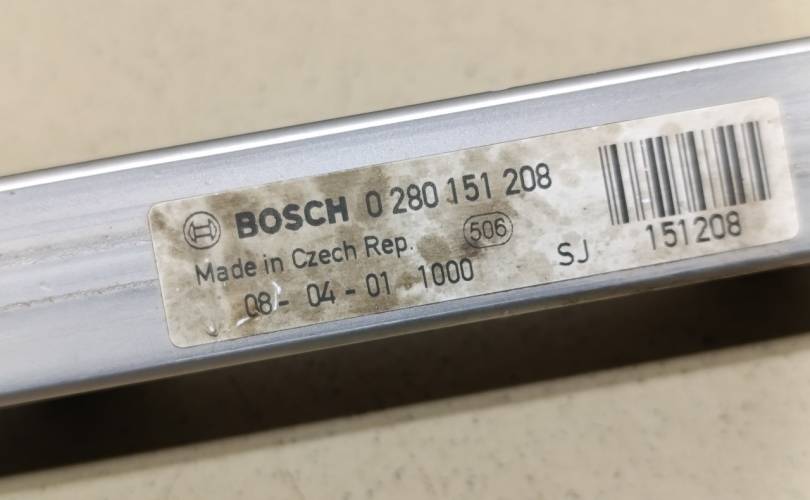 BOSCH 0 280 151 208
Made in Czech Rep. 506
08- 04-01 1000 SJ
151208